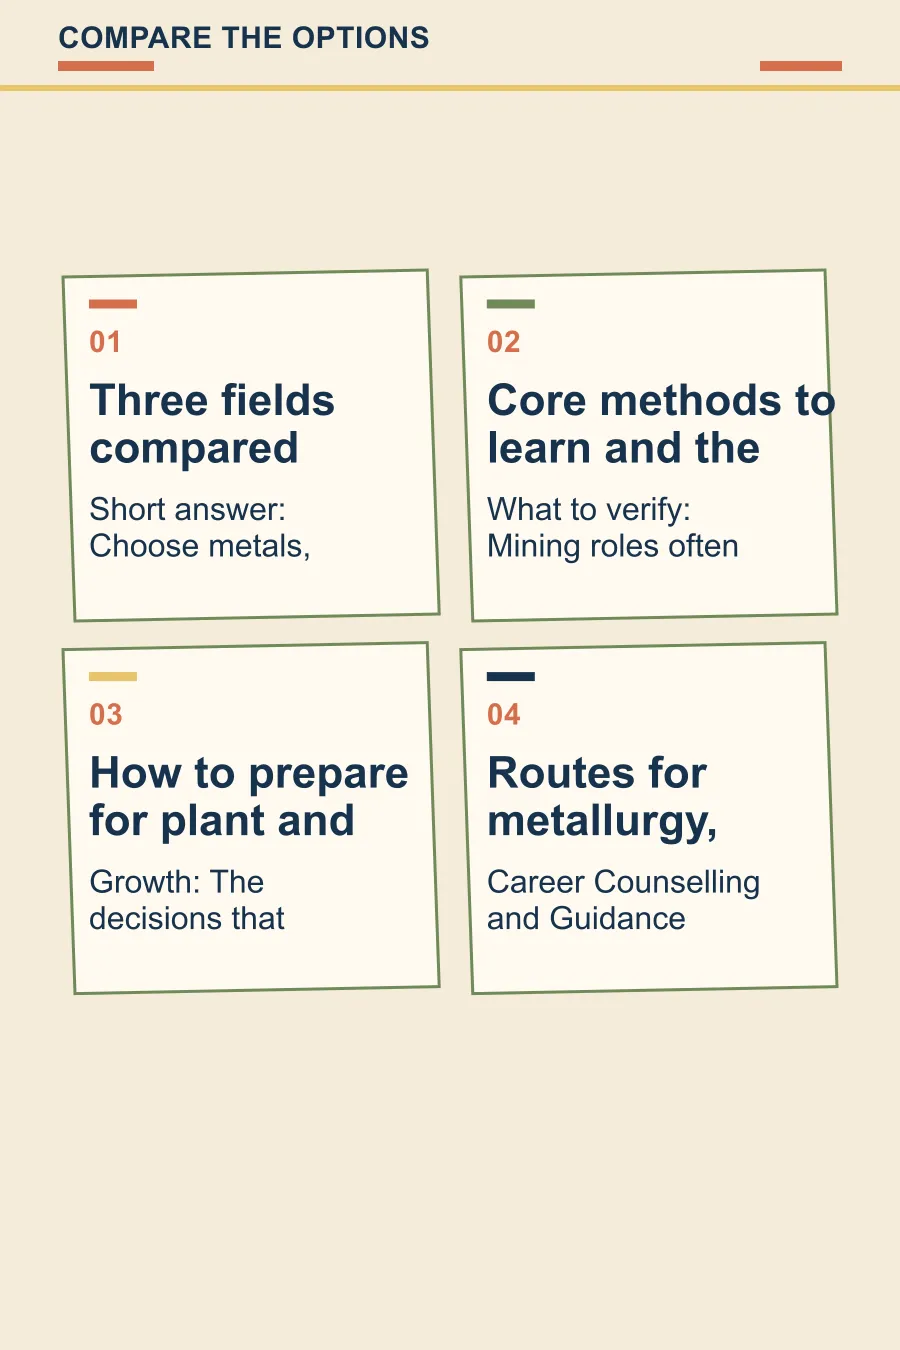 COMPARE THE OPTIONS
01
Three fields
compared
Short answer:
Choose metals,
02
Core methods to
learn and the
What to verify:
Mining roles often
03
How to prepare
for plant and
Growth: The
decisions that
04
Routes for
metallurgy,
Career Counselling
and Guidance